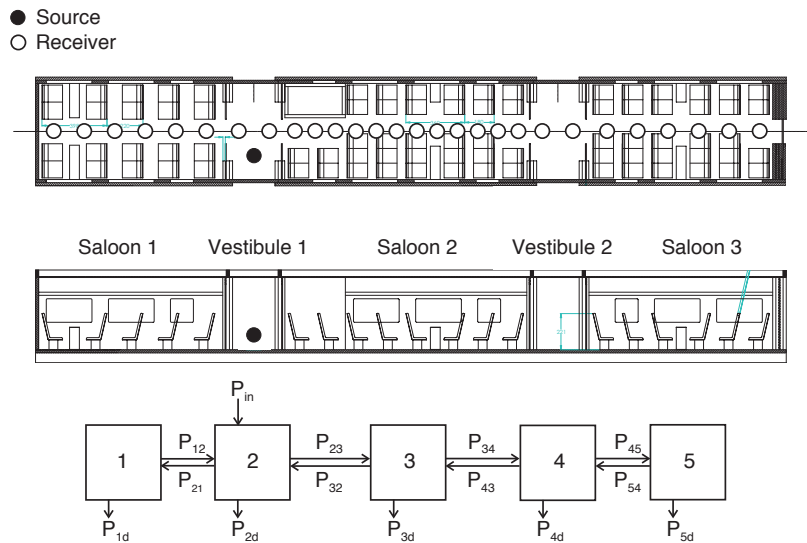 Source
Receiver
Saloon 1 Vestibule 1 Saloon 2 Vestibule 2 Saloon 3
P_in
P_12 P_23 P_34 P_45
1 2 3 4 5
P_21 P_32 P_43 P_54
P_1d P_2d P_3d P_4d P_5d